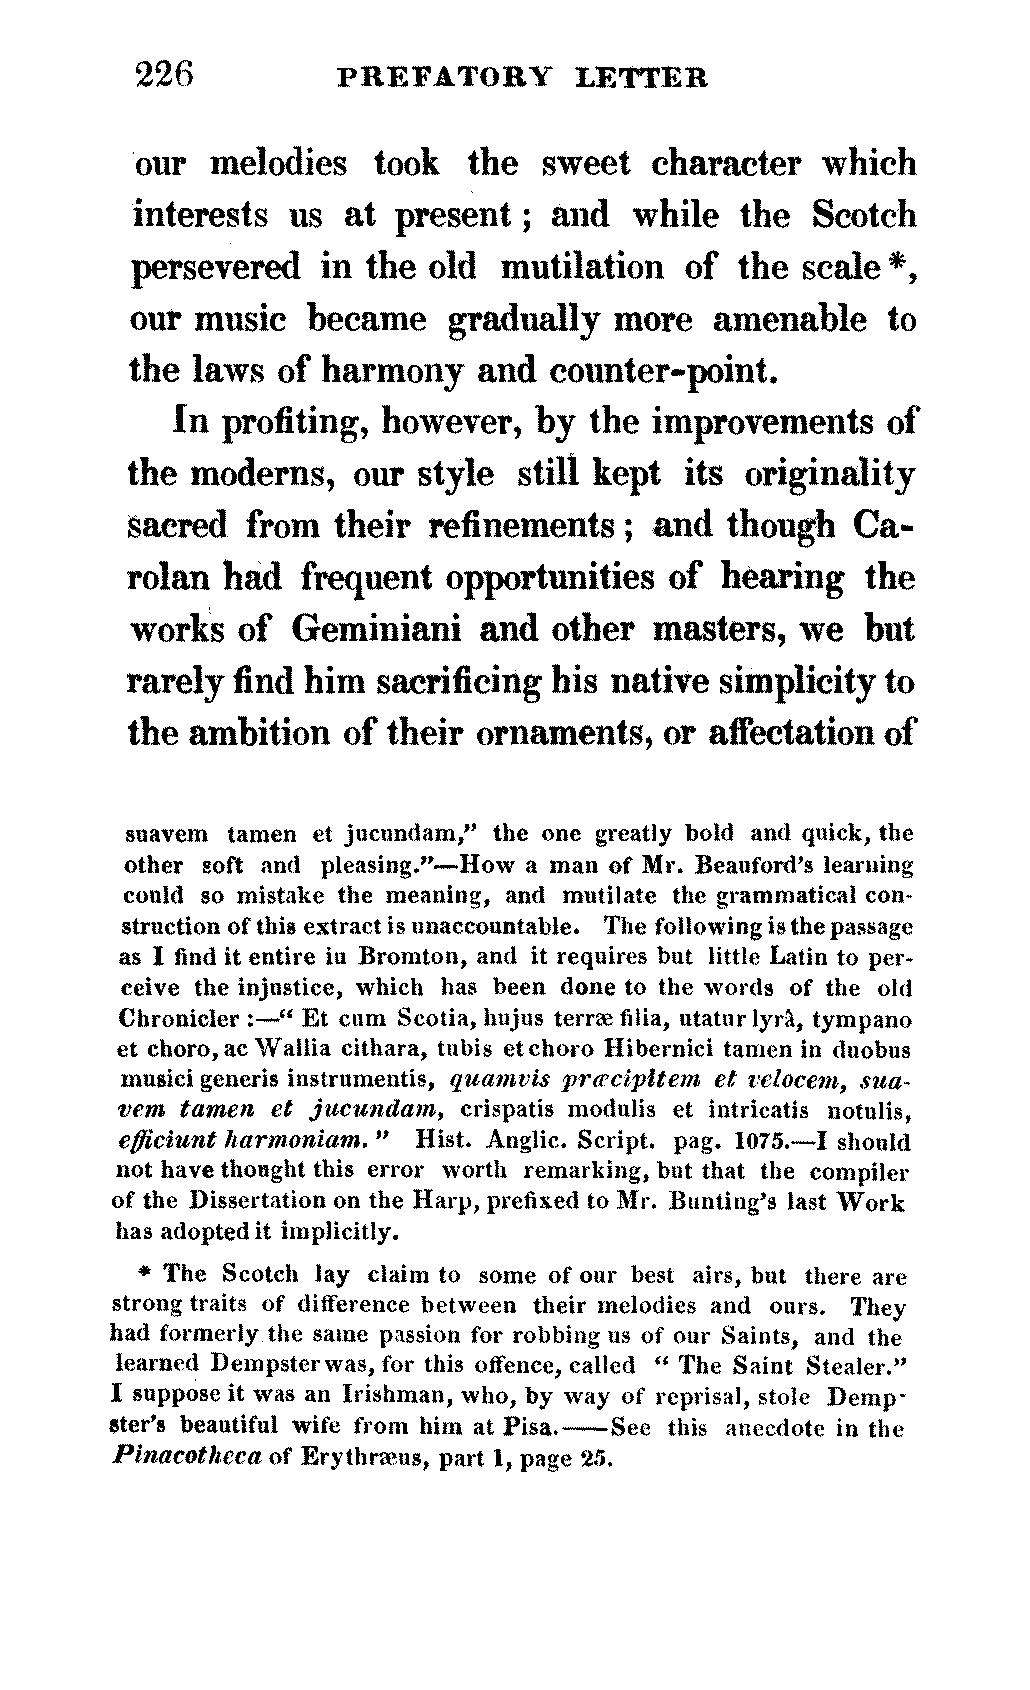 226 PREFATORY LETTER
our melodies took the sweet character which
interests us at present; and while the Scotch
persevered in the old mutilation of the scale*,
our music became gradually more amenable to
the laws of harmony and counter-point.
In profiting, however, by the improvements of
the moderns, our style still kept its originality
sacred from their refinements; and though Ca-
rolan had frequent opportunities of hearing the
works of Geminiani and other masters, we but
rarely find him sacrificing his native simplicity to
the ambition of their ornaments, or affectation of
suavem tamen et jucundam," the one greatly bold and quick, the
other soft and pleasing."—How a man of Mr. Beauford's learning
could so mistake the meaning, and mutilate the grammatical con-
struction of this extract is unaccountable. The following is the passage
as I find it entire in Bromton, and it requires but little Latin to per-
ceive the injustice, which has been done to the words of the old
Chronicler:—"Et cum Scotia, hujus terræ filia, utatur lyrâ, tympano
et choro, ac Wallia cithara, tubis et choro Hibernici tamen in duobus
musici generis instrumentis, quamvis præcipitem et velocem, sua-
vem tamen et jucundam, crispatis modulis et intricatis notulis,
efficiunt harmoniam." Hist. Anglic. Script. pag. 1075.—I should
not have thought this error worth remarking, but that the compiler
of the Dissertation on the Harp, prefixed to Mr. Bunting's last Work
has adopted it implicitly.
* The Scotch lay claim to some of our best airs, but there are
strong traits of difference between their melodies and ours. They
had formerly the same passion for robbing us of our Saints, and the
learned Dempster was, for this offence, called "The Saint Stealer."
I suppose it was an Irishman, who, by way of reprisal, stole Demp-
ster's beautiful wife from him at Pisa.——See this anecdote in the
Pinacotheca of Erythræus, part 1, page 25.